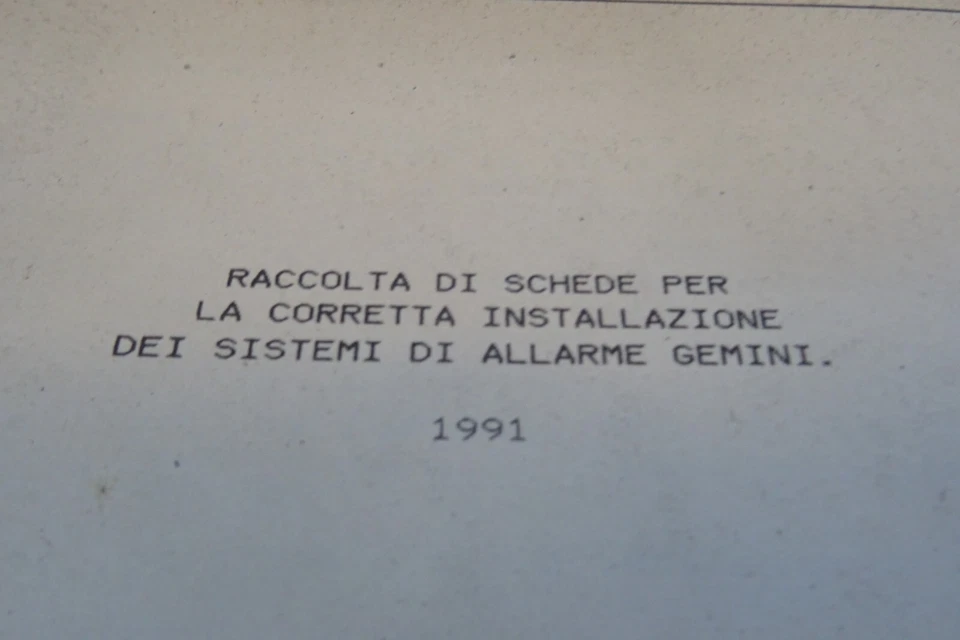 RACCOLTA DI SCHEDE PER
LA CORRETTA INSTALLAZIONE
DEI SISTEMI DI ALLARME GEMINI.
1991